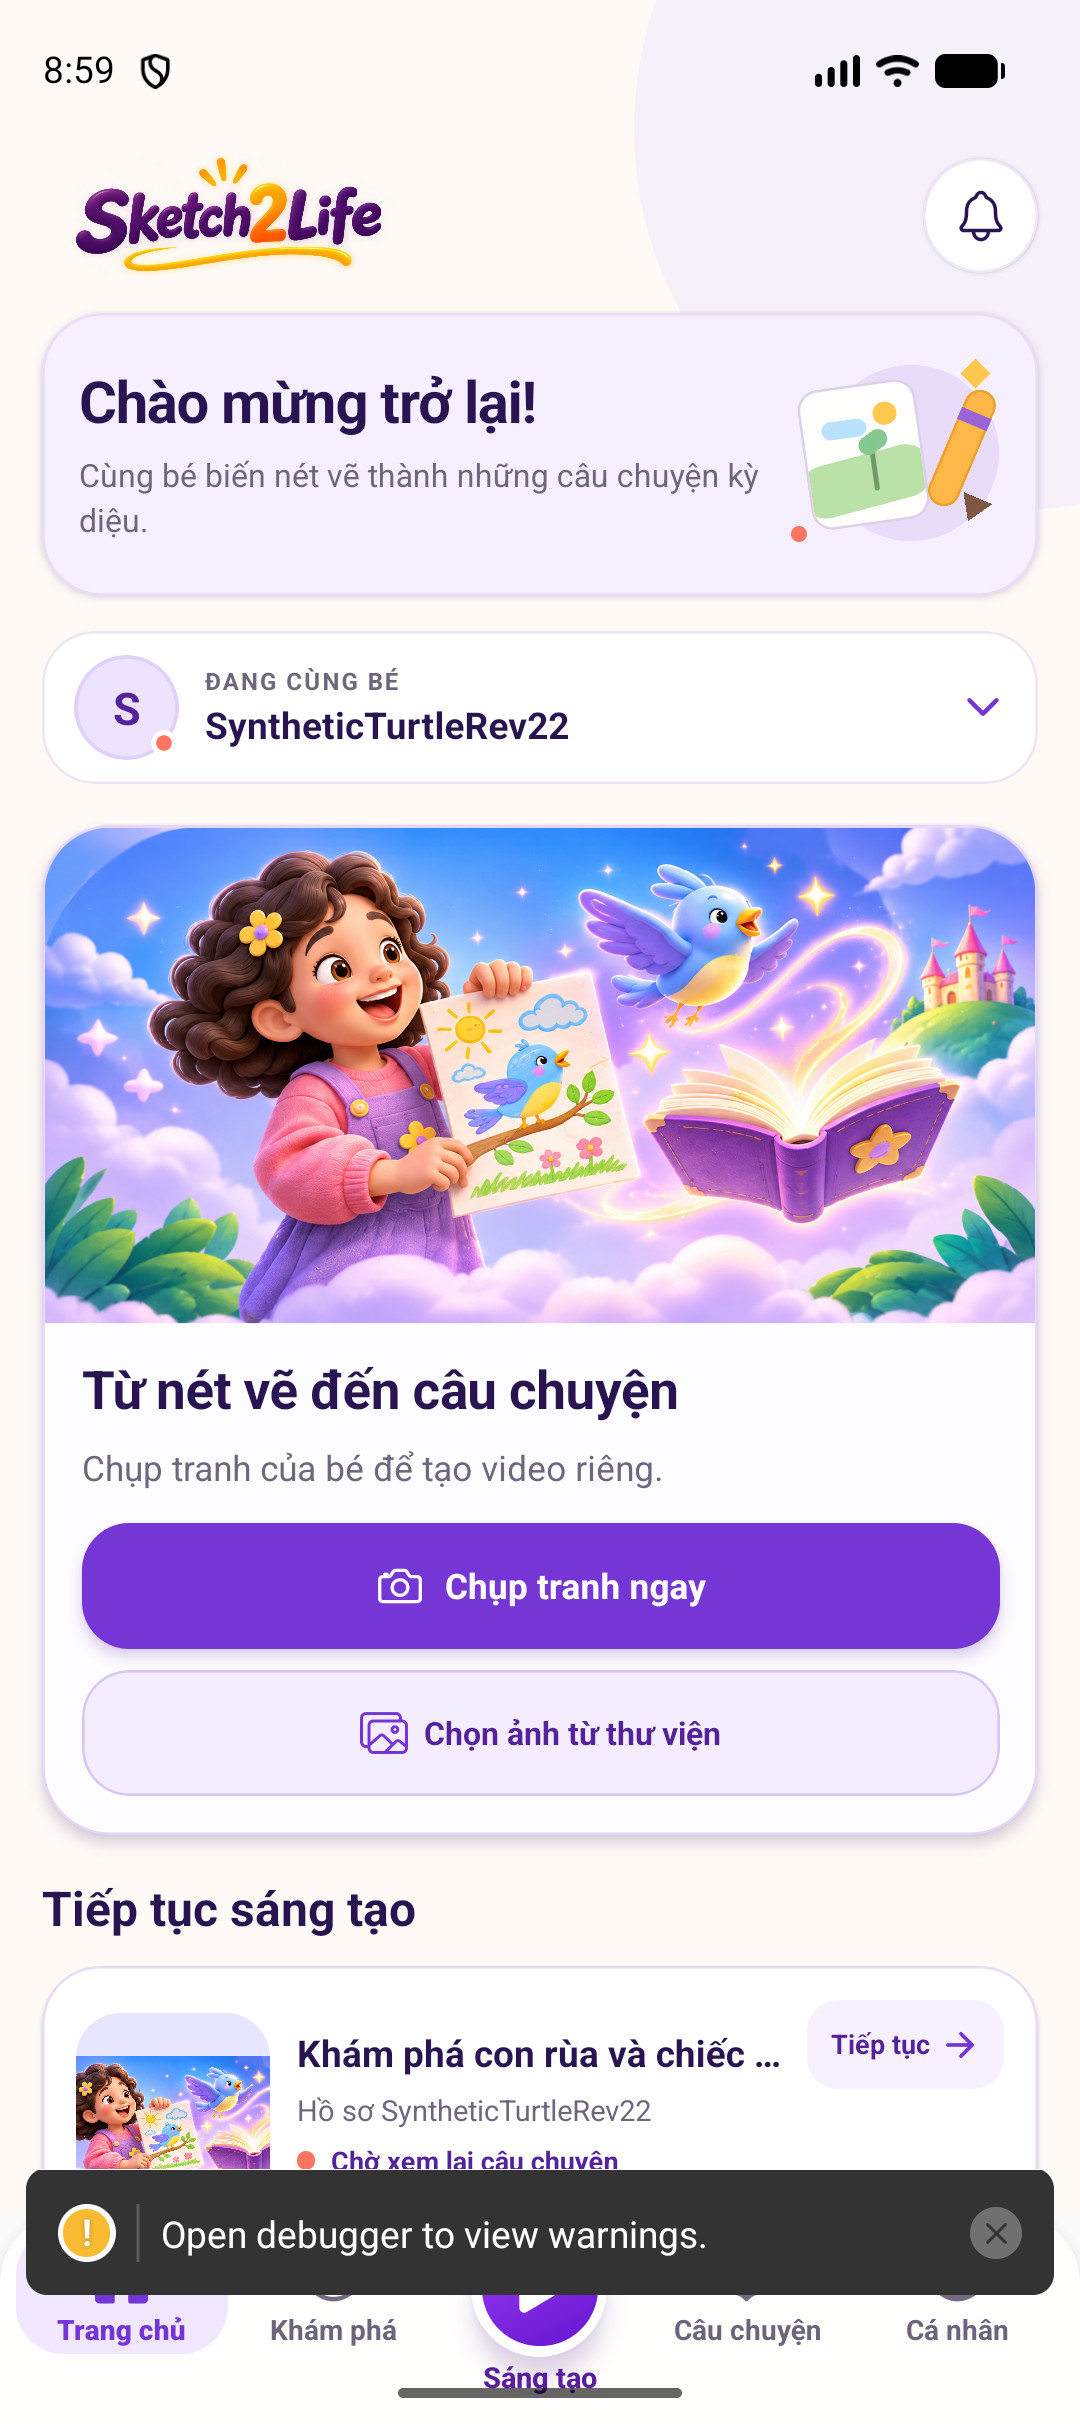 8:59
Sketch2Life
Chào mừng trở lại!
Cùng bé biến nét vẽ thành những câu chuyện kỳ
diệu.
S
ĐANG CÙNG BÉ
SyntheticTurtleRev22
Từ nét vẽ đến câu chuyện
Chụp tranh của bé để tạo video riêng.
Chụp tranh ngay
Chọn ảnh từ thư viện
Tiếp tục sáng tạo
Khám phá con rùa và chiếc ...
Tiếp tục
Hồ sơ SyntheticTurtleRev22
Chờ xem lại câu chuyện
! Open debugger to view warnings.
Trang chủ
Khám phá
Sáng tạo
Câu chuyện
Cá nhân